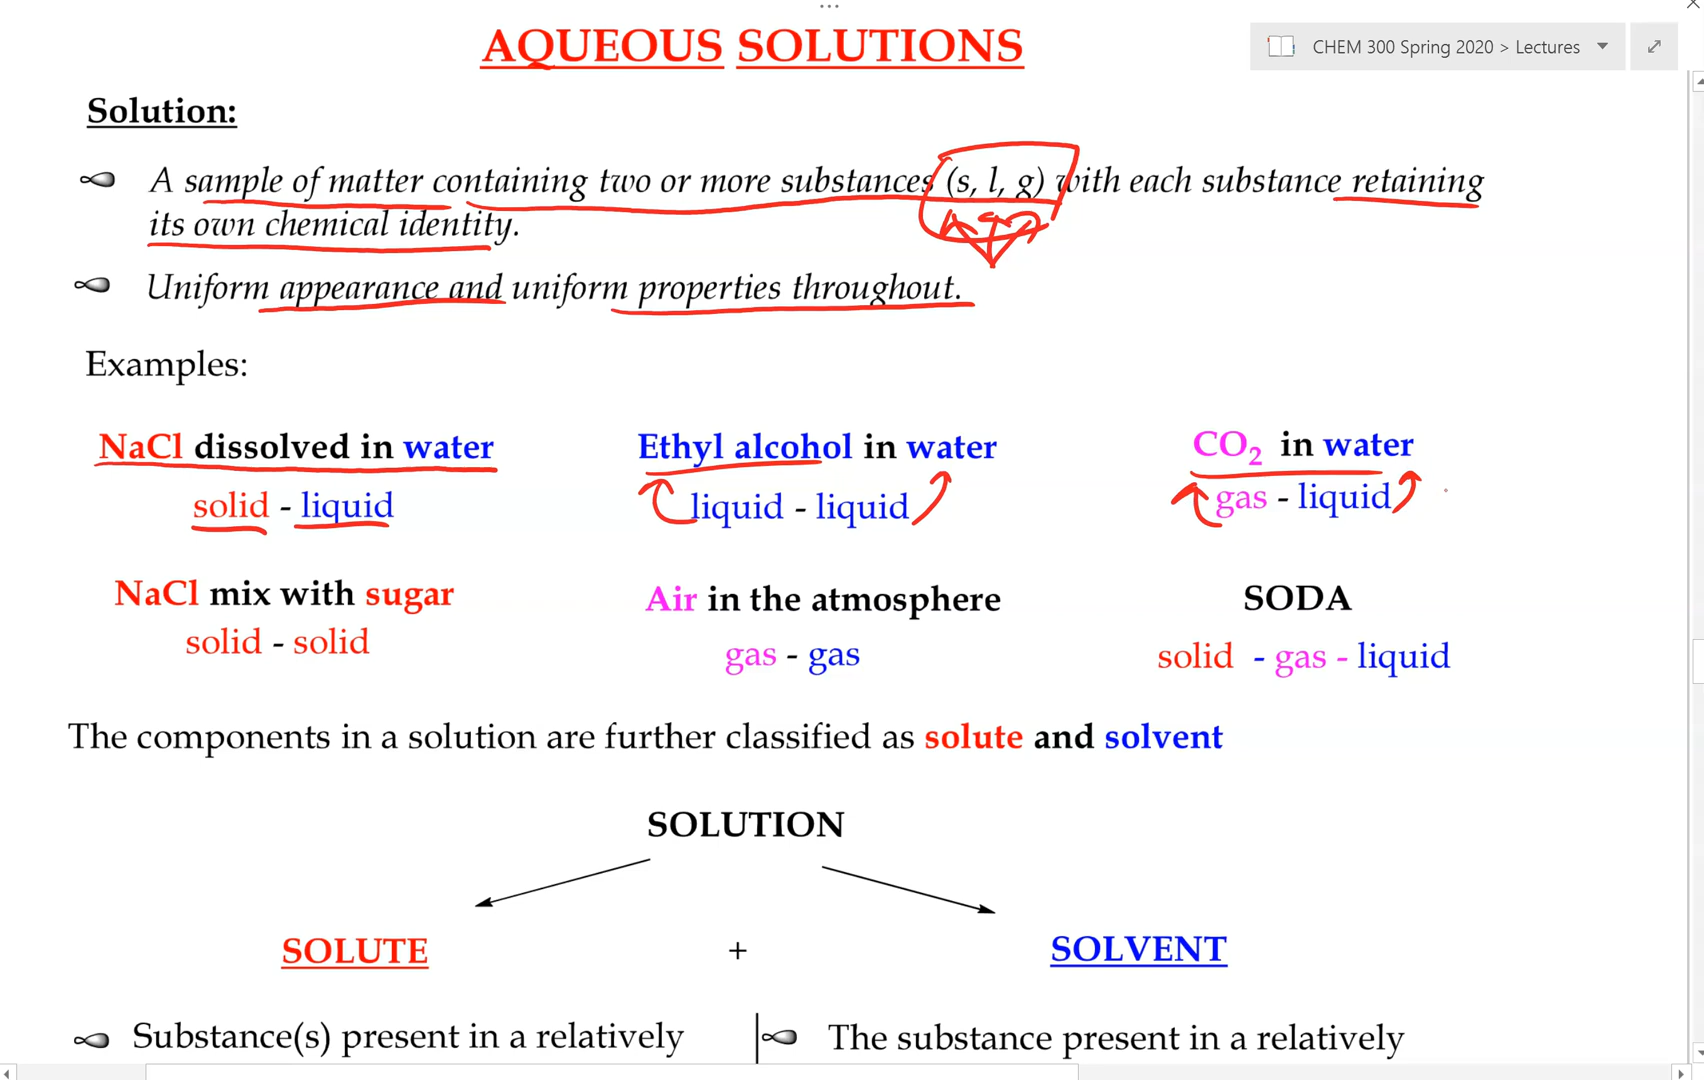 AQUEOUS SOLUTIONS
CHEM 300 Spring 2020 > Lectures
Solution:
A sample of matter containing two or more substances (s, l, g) with each substance retaining
its own chemical identity.
Uniform appearance and uniform properties throughout.
Examples:
NaCl dissolved in water
solid - liquid
Ethyl alcohol in water
liquid - liquid
CO₂ in water
gas - liquid
NaCl mix with sugar
solid - solid
Air in the atmosphere
gas - gas
SODA
solid - gas - liquid
The components in a solution are further classified as solute and solvent
SOLUTION
SOLUTE + SOLVENT
Substance(s) present in a relatively
The substance present in a relatively